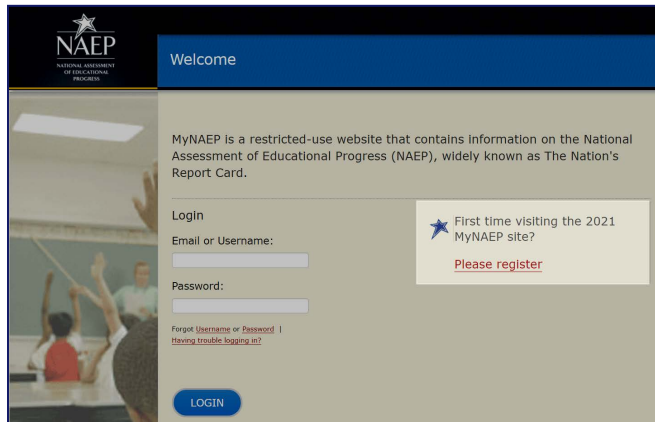 NAEP
NATIONAL ASSESSMENT
OF EDUCATIONAL
PROGRESS
Welcome
MyNAEP is a restricted-use website that contains information on the National
Assessment of Educational Progress (NAEP), widely known as The Nation's
Report Card.
Login
Email or Username:
Password:
Forgot Username or Password |
Having trouble logging in?
LOGIN
First time visiting the 2021
MyNAEP site?
Please register